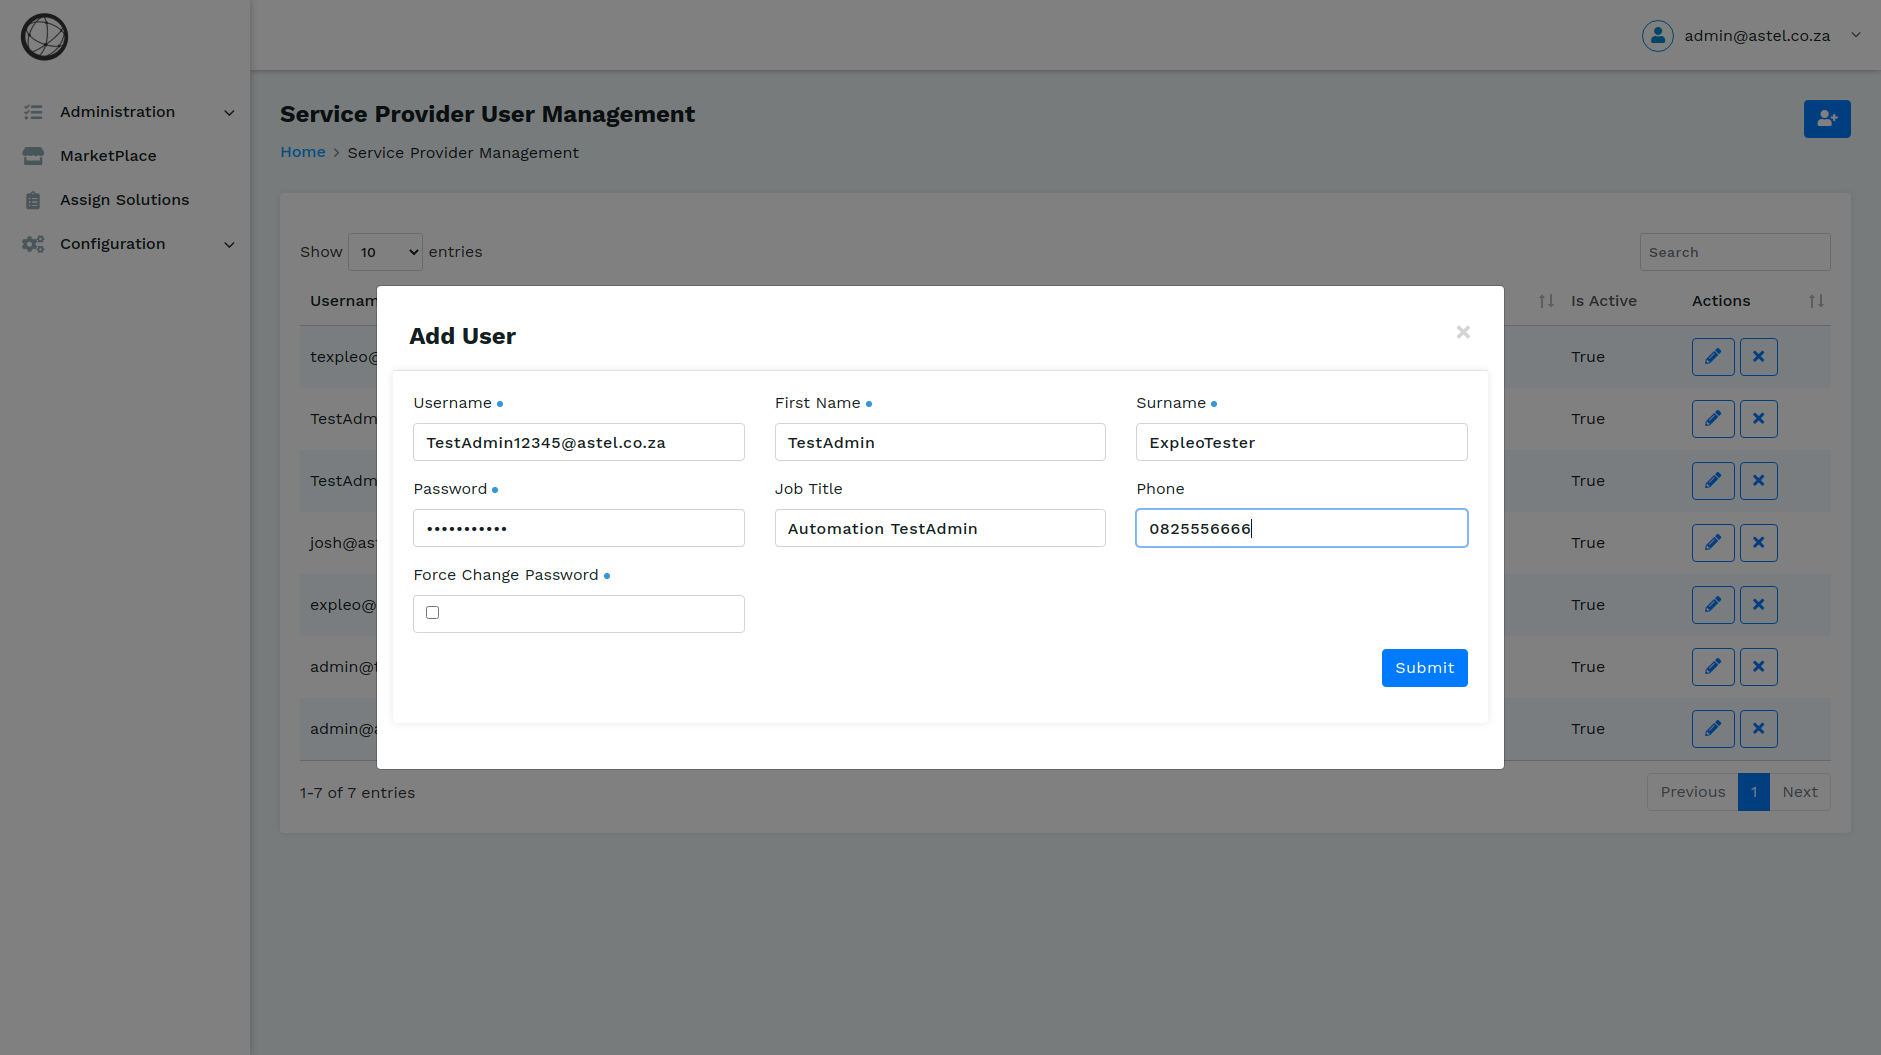 admin@astel.co.za
Administration
MarketPlace
Assign Solutions
Configuration
Service Provider User Management
Home > Service Provider Management
Show 10 entries
Search
Is Active
Actions
Add User
Username
First Name
Surname
TestAdmin12345@astel.co.za
TestAdmin
ExpleoTester
Password
Job Title
Phone
•••••••••••
Automation TestAdmin
0825556666
Force Change Password
Submit
texpleo@
True
TestAdm
True
TestAdm
True
josh@ast
True
expleo@
True
admin@t
True
admin@a
True
1-7 of 7 entries
Previous 1 Next